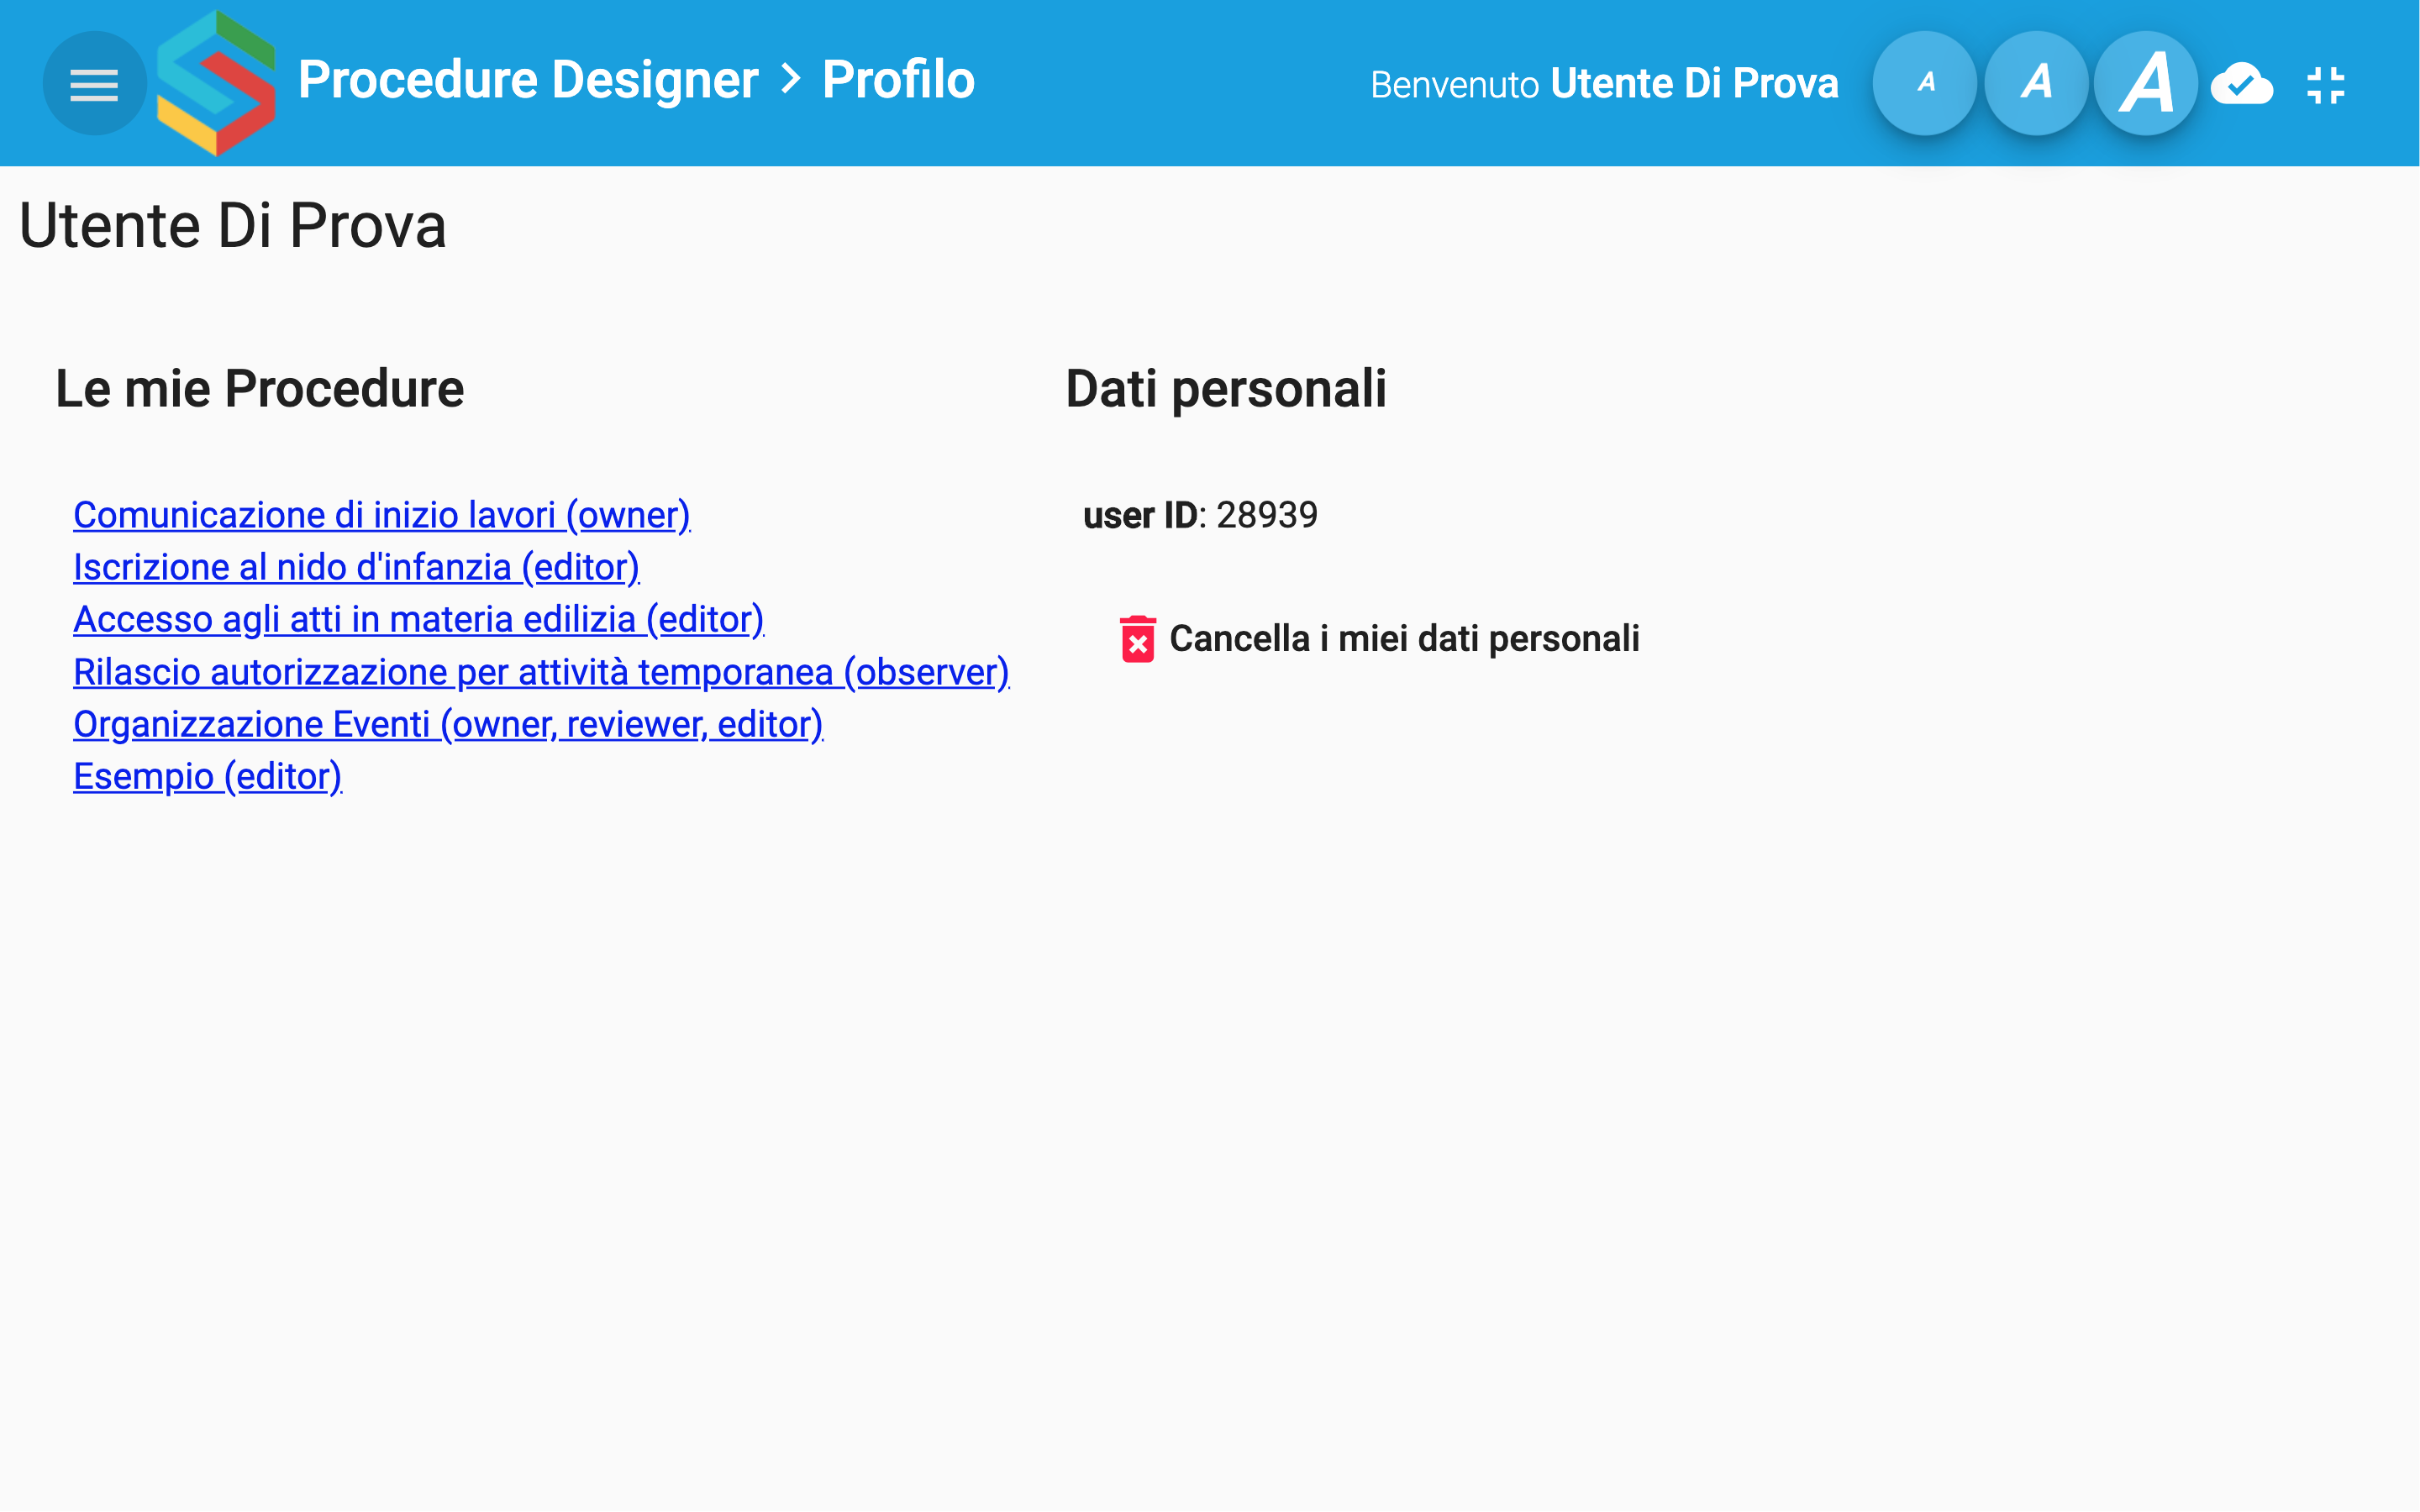 Procedure Designer > Profilo
Benvenuto Utente Di Prova
A A A
Utente Di Prova
Le mie Procedure
Comunicazione di inizio lavori (owner)
Iscrizione al nido d'infanzia (editor)
Accesso agli atti in materia edilizia (editor)
Rilascio autorizzazione per attività temporanea (observer)
Organizzazione Eventi (owner, reviewer, editor)
Esempio (editor)
Dati personali
user ID: 28939
Cancella i miei dati personali